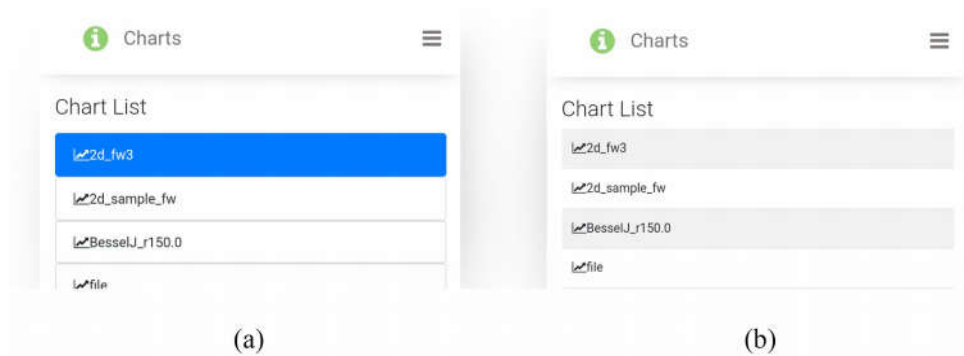 Charts
Chart List
2d_fw3
2d_sample_fw
BesselJ_r150.0
file
(a)
Charts
Chart List
2d_fw3
2d_sample_fw
BesselJ_r150.0
file
(b)